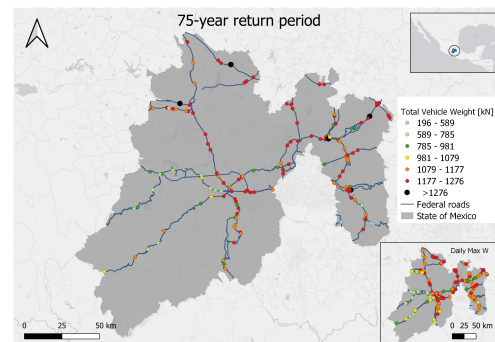 75-year return period
Total Vehicle Weight [kN]
196 - 589
589 - 785
785 - 981
981 - 1079
1079 - 1177
1177 - 1276
>1276
Federal roads
State of Mexico
Daily Max W
0 25 50 km
0 25 50 km